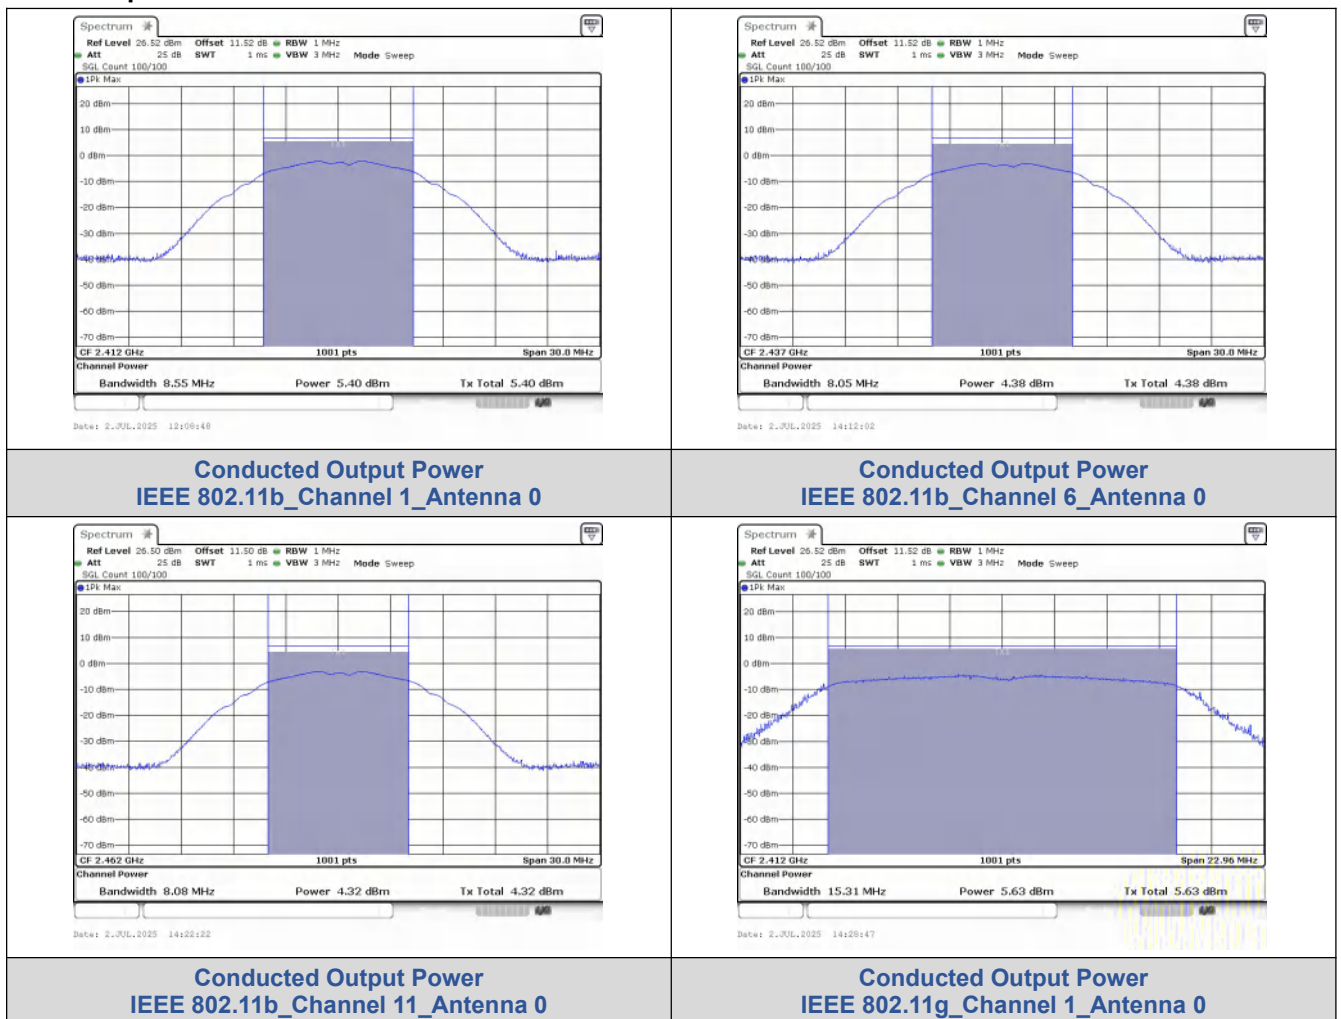 Spectrum
Ref Level 26.52 dBm Offset 11.52 dB RBW 1 MHz
Att 25 dB SWT 1 ms VBW 3 MHz Mode Sweep
SGL Count 100/100
1Pk Max
20 dBm
10 dBm
0 dBm
-10 dBm
-20 dBm
-30 dBm
-40 dBm
-50 dBm
-60 dBm
-70 dBm
CF 2.412 GHz 1001 pts Span 30.0 MHz
Channel Power
Bandwidth 8.55 MHz Power 5.40 dBm Tx Total 5.40 dBm
Date: 2.JUL.2025 12:08:48
Conducted Output Power
IEEE 802.11b_Channel 1_Antenna 0
Spectrum
Ref Level 26.52 dBm Offset 11.52 dB RBW 1 MHz
Att 25 dB SWT 1 ms VBW 3 MHz Mode Sweep
SGL Count 100/100
1Pk Max
20 dBm
10 dBm
0 dBm
-10 dBm
-20 dBm
-30 dBm
-40 dBm
-50 dBm
-60 dBm
-70 dBm
CF 2.437 GHz 1001 pts Span 30.0 MHz
Channel Power
Bandwidth 8.05 MHz Power 4.38 dBm Tx Total 4.38 dBm
Date: 2.JUL.2025 14:12:02
Conducted Output Power
IEEE 802.11b_Channel 6_Antenna 0
Spectrum
Ref Level 26.50 dBm Offset 11.50 dB RBW 1 MHz
Att 25 dB SWT 1 ms VBW 3 MHz Mode Sweep
SGL Count 100/100
1Pk Max
20 dBm
10 dBm
0 dBm
-10 dBm
-20 dBm
-30 dBm
-40 dBm
-50 dBm
-60 dBm
-70 dBm
CF 2.462 GHz 1001 pts Span 30.0 MHz
Channel Power
Bandwidth 8.08 MHz Power 4.32 dBm Tx Total 4.32 dBm
Date: 2.JUL.2025 14:22:22
Conducted Output Power
IEEE 802.11b_Channel 11_Antenna 0
Spectrum
Ref Level 26.52 dBm Offset 11.52 dB RBW 1 MHz
Att 25 dB SWT 1 ms VBW 3 MHz Mode Sweep
SGL Count 100/100
1Pk Max
20 dBm
10 dBm
0 dBm
-10 dBm
-20 dBm
-30 dBm
-40 dBm
-50 dBm
-60 dBm
-70 dBm
CF 2.412 GHz 1001 pts Span 22.96 MHz
Channel Power
Bandwidth 15.31 MHz Power 5.63 dBm Tx Total 5.63 dBm
Date: 2.JUL.2025 14:28:47
Conducted Output Power
IEEE 802.11g_Channel 1_Antenna 0